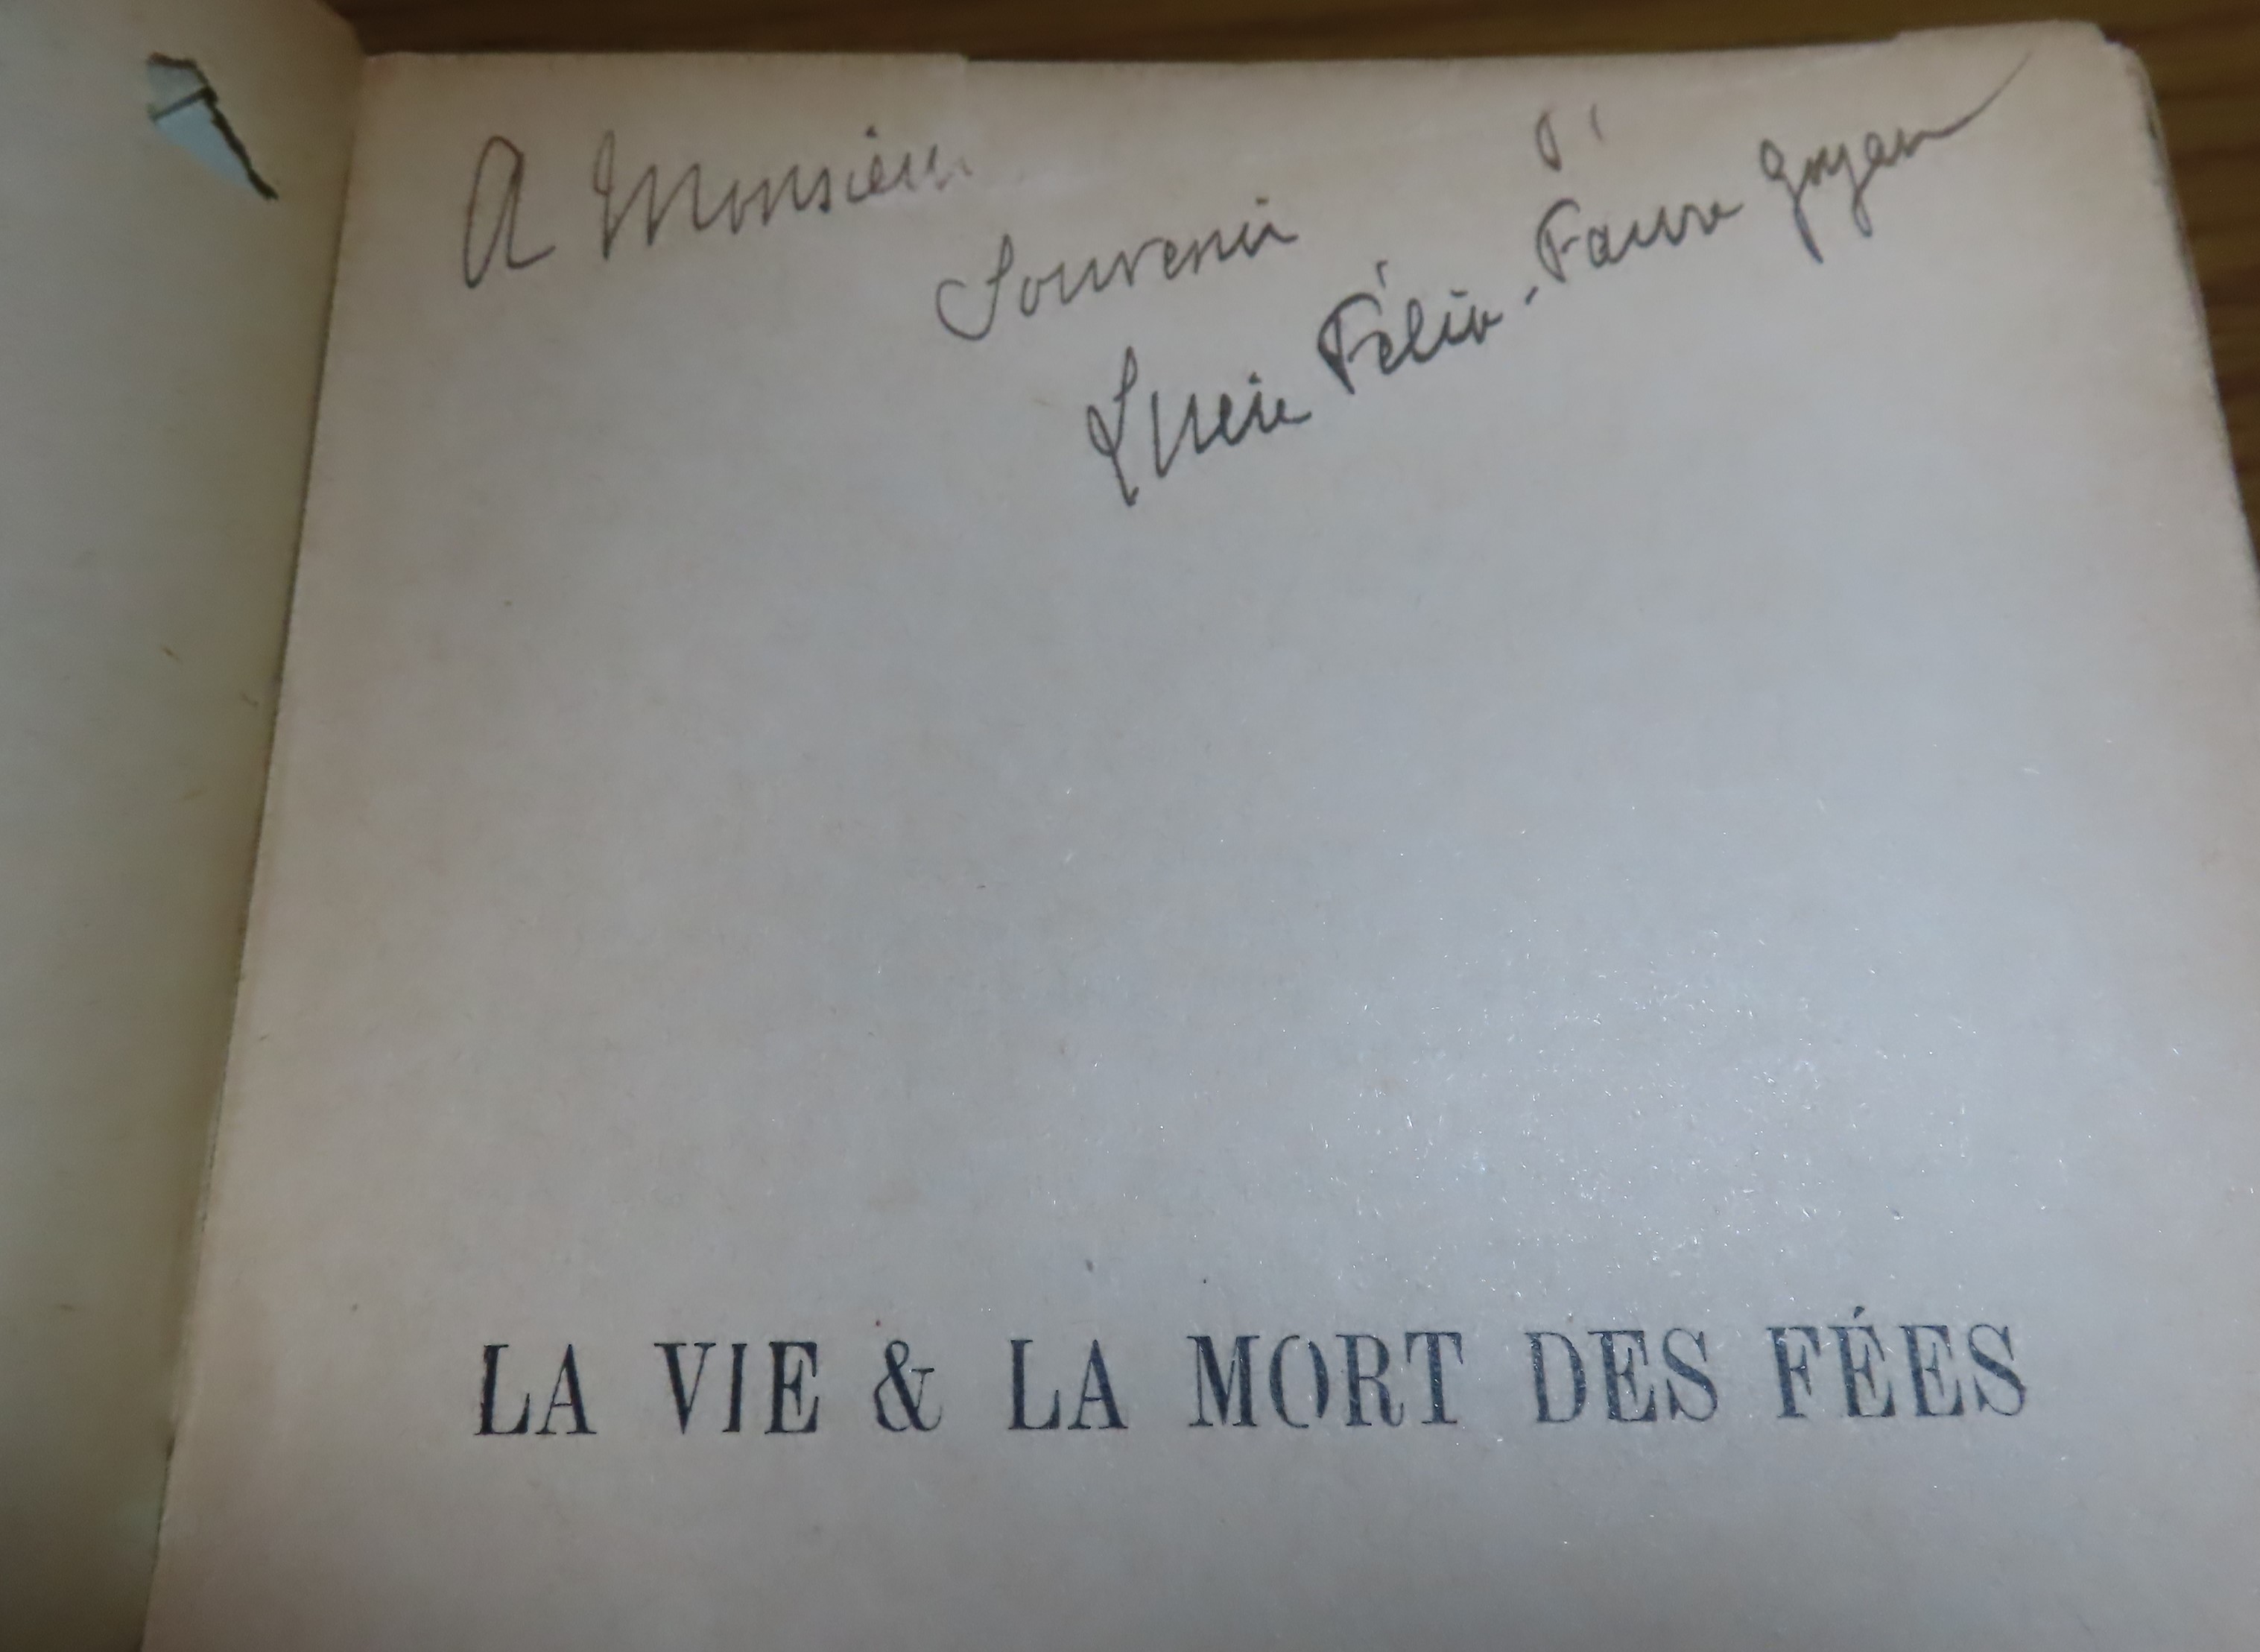 A Monsieur
Souvenir
Lucie Félix-Faure Goyau
LA VIE & LA MORT DES FÉES